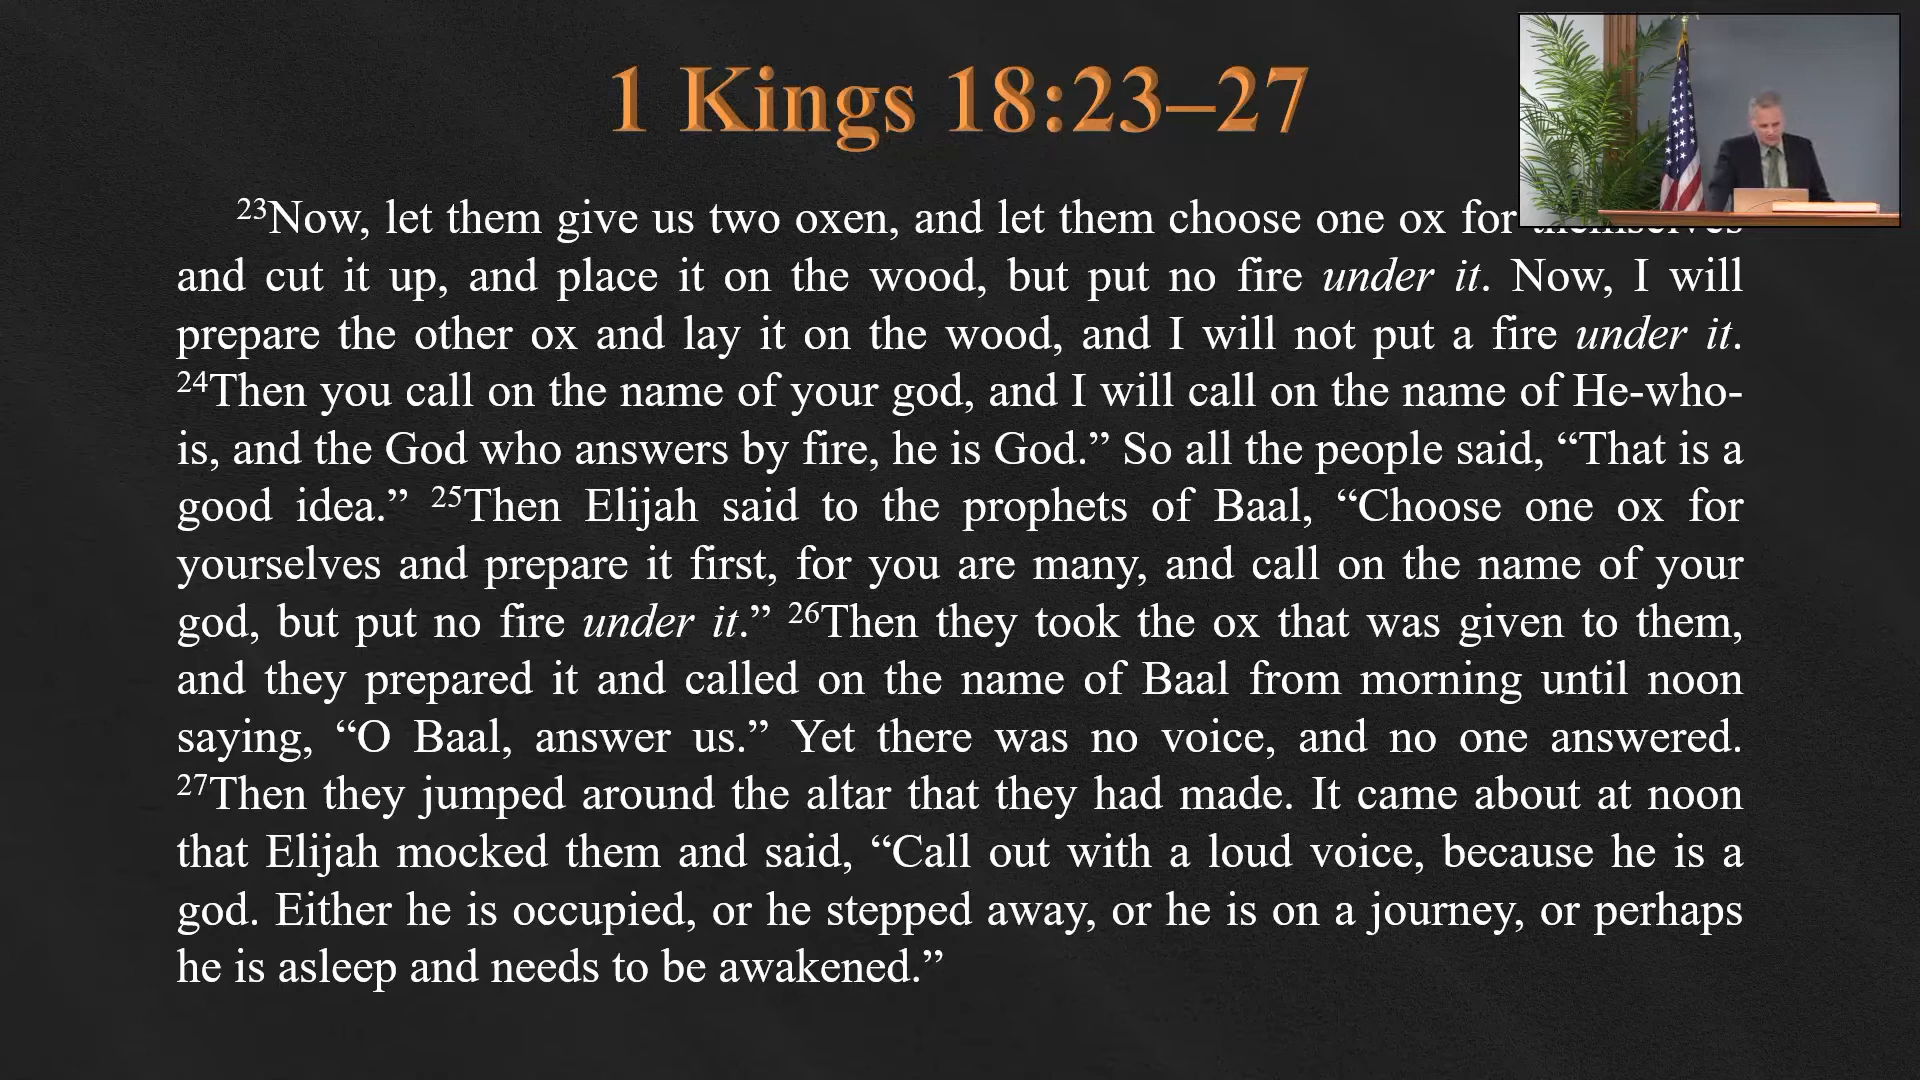 1 Kings 18:23–27
23Now, let them give us two oxen, and let them choose one ox for themselves
and cut it up, and place it on the wood, but put no fire under it. Now, I will
prepare the other ox and lay it on the wood, and I will not put a fire under it.
24Then you call on the name of your god, and I will call on the name of He-who-
is, and the God who answers by fire, he is God.” So all the people said, “That is a
good idea.” 25Then Elijah said to the prophets of Baal, “Choose one ox for
yourselves and prepare it first, for you are many, and call on the name of your
god, but put no fire under it.” 26Then they took the ox that was given to them,
and they prepared it and called on the name of Baal from morning until noon
saying, “O Baal, answer us.” Yet there was no voice, and no one answered.
27Then they jumped around the altar that they had made. It came about at noon
that Elijah mocked them and said, “Call out with a loud voice, because he is a
god. Either he is occupied, or he stepped away, or he is on a journey, or perhaps
he is asleep and needs to be awakened.”